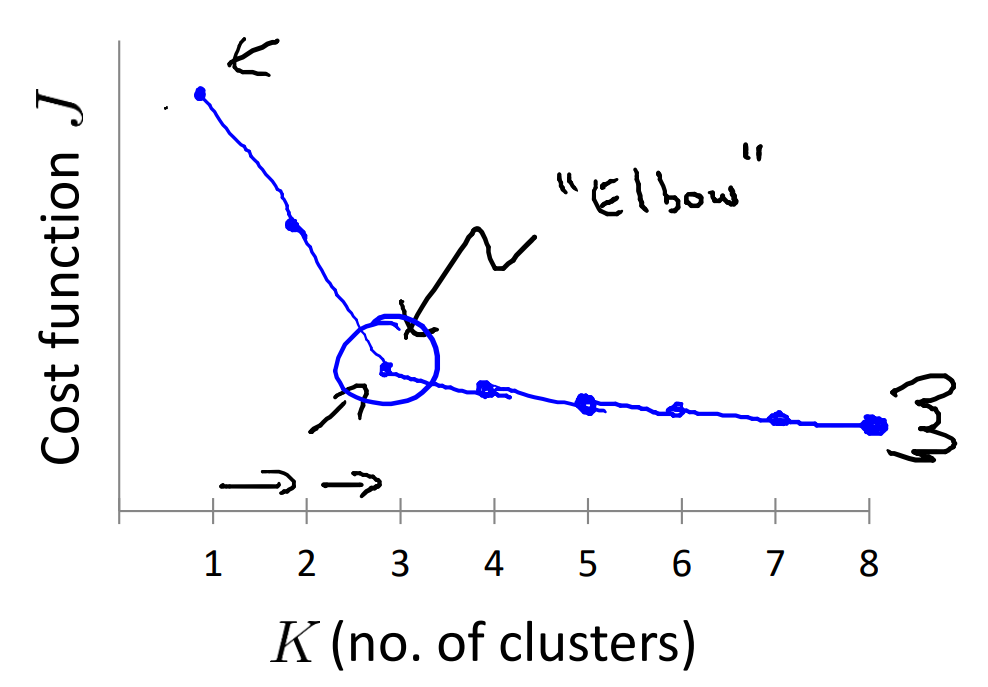 Cost function J
"Elbow"
1 2 3 4 5 6 7 8
K (no. of clusters)